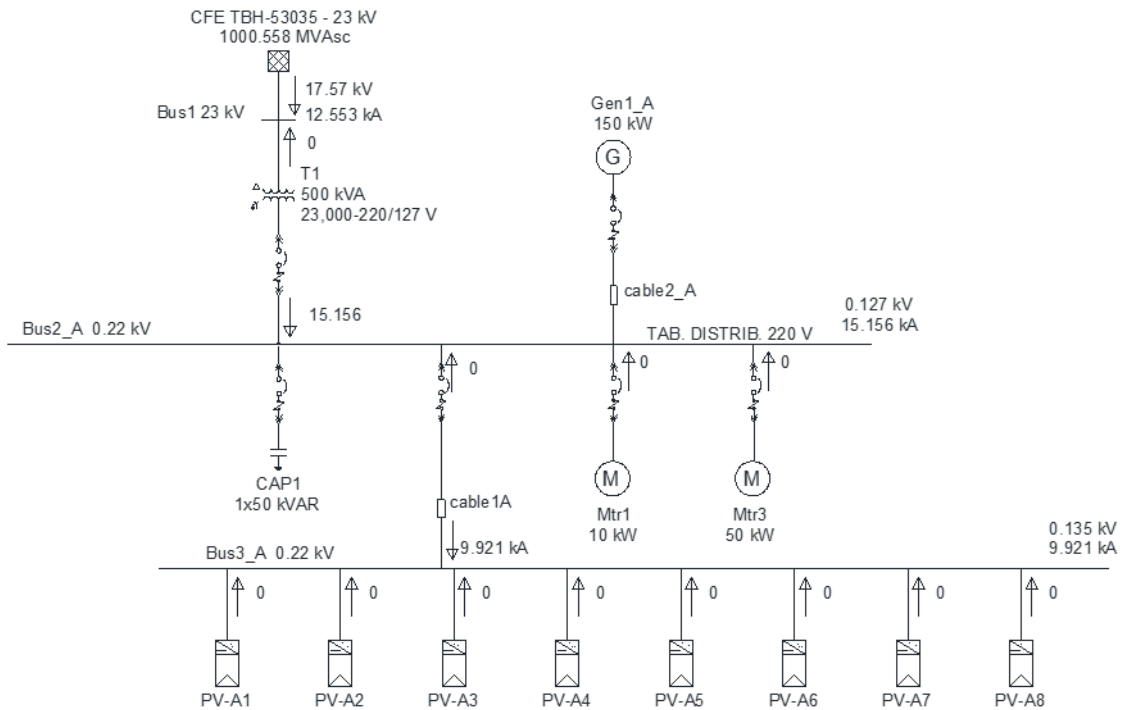 CFE TBH-53035 - 23 kV
1000.558 MVAsc
17.57 kV
Bus1 23 kV
12.553 kA
0
T1
500 kVA
23,000-220/127 V
Gen1_A
150 kW
G
cable2_A
15.156
Bus2_A 0.22 kV
TAB. DISTRIB. 220 V
0.127 kV
15.156 kA
0
0
0
CAP1
1x50 kVAR
cable1A
M
Mtr1
10 kW
M
Mtr3
50 kW
9.921 kA
Bus3_A 0.22 kV
0.135 kV
9.921 kA
0
0
0
0
0
0
0
0
PV-A1
PV-A2
PV-A3
PV-A4
PV-A5
PV-A6
PV-A7
PV-A8